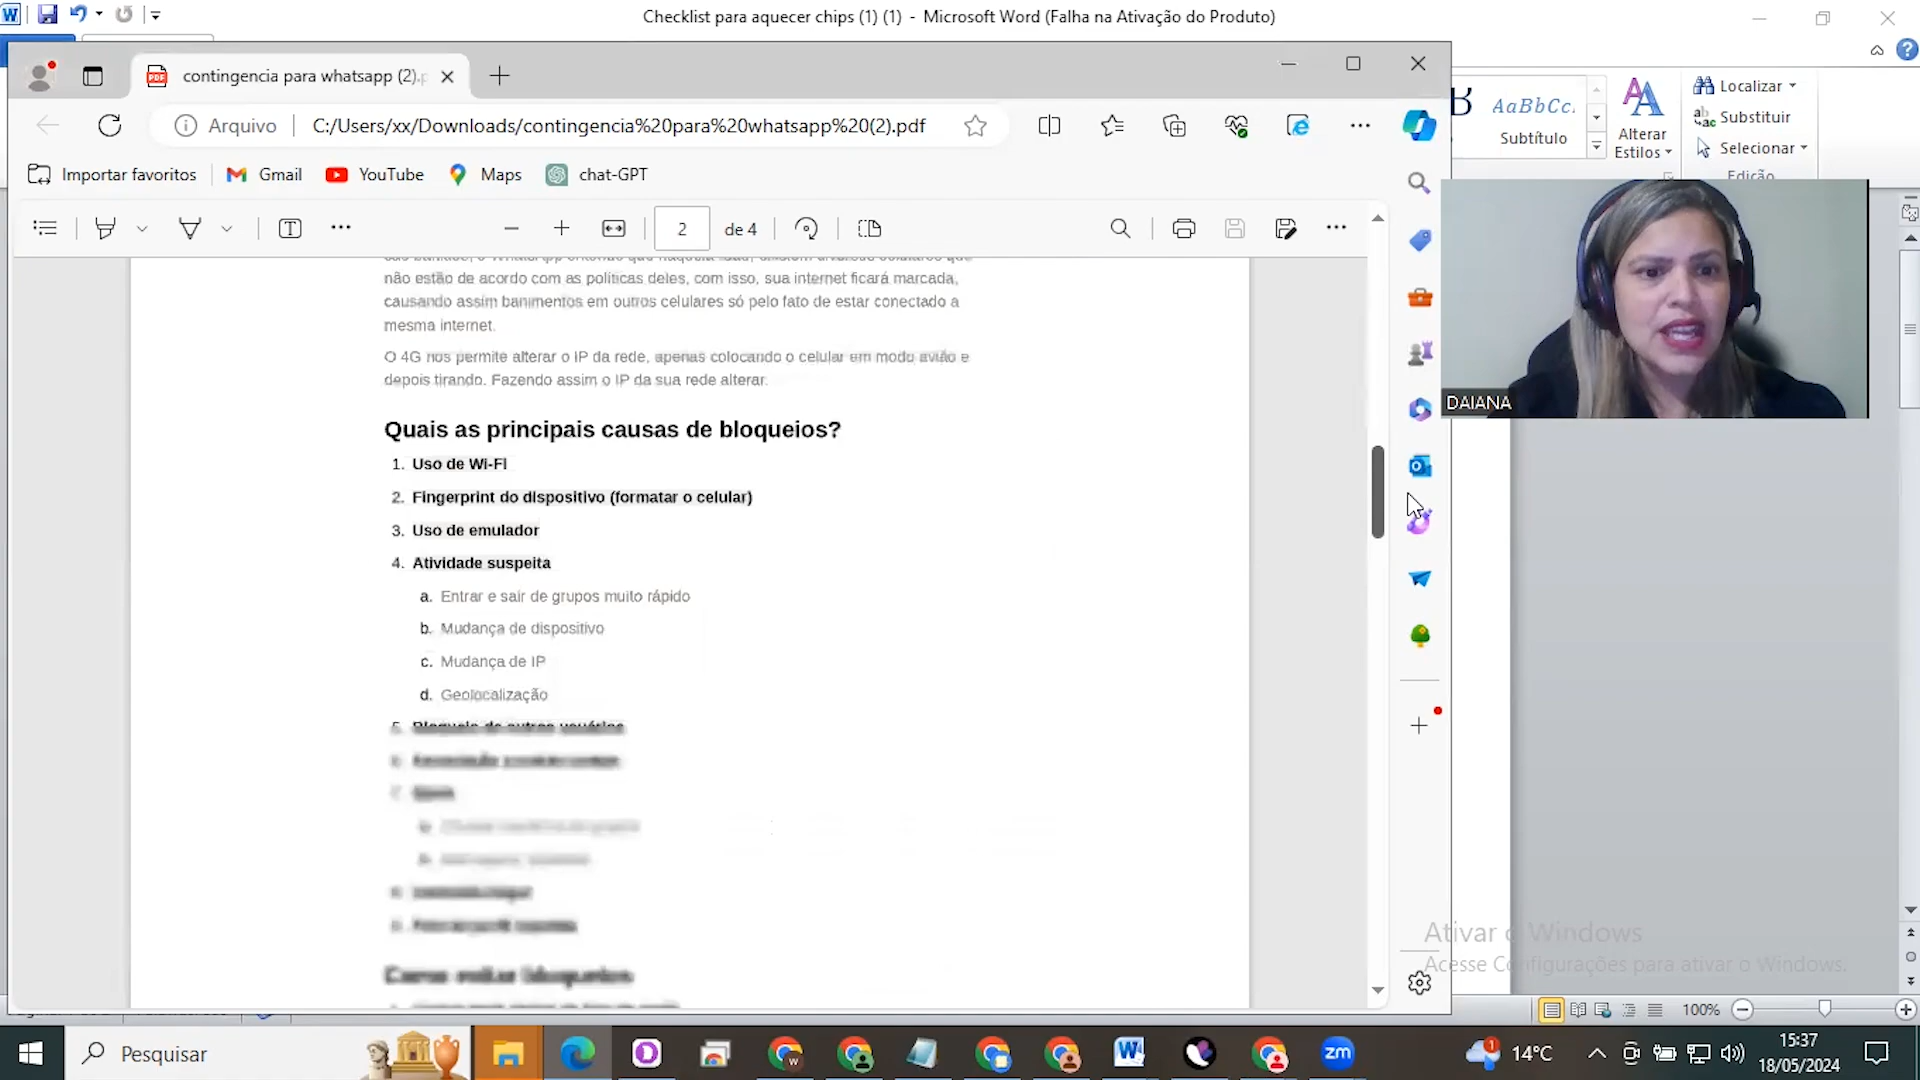 Checklist para aquecer chips (1) (1) - Microsoft Word (Falha na Ativação do Produto)
contingencia para whatsapp (2).p
Arquivo
C:/Users/xx/Downloads/contingencia%20para%20whatsapp%20(2).pdf
AaBbCc.
Subtítulo
Alterar
Estilos
Localizar
Substituir
Selecionar
Edição
Importar favoritos
Gmail
YouTube
Maps
chat-GPT
2
de 4
não estão de acordo com as políticas deles, com isso, sua internet ficará marcada,
causando assim banimentos em outros celulares só pelo fato de estar conectado a
mesma internet.
O 4G nos permite alterar o IP da rede, apenas colocando o celular em modo avião e
depois tirando. Fazendo assim o IP da sua rede alterar.
DAIANA
Quais as principais causas de bloqueios?
1. Uso de Wi-FI
2. Fingerprint do dispositivo (formatar o celular)
3. Uso de emulador
4. Atividade suspeita
a. Entrar e sair de grupos muito rápido
b. Mudança de dispositivo
c. Mudança de IP
d. Geolocalização
5. Bloqueio de outros usuários
Ativar o Windows
Acesse Configurações para ativar o Windows.
100%
Pesquisar
14°C
15:37
18/05/2024